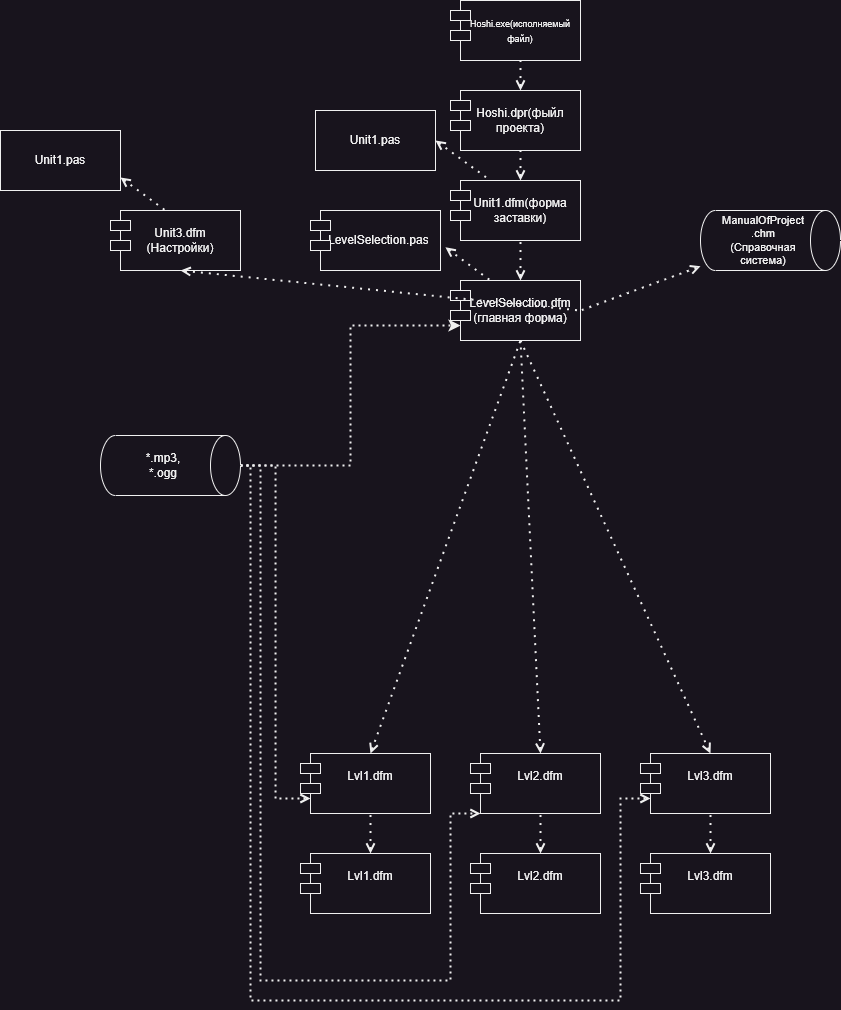 Hoshi.exe(исполняемый
файл)
Hoshi.dpr(фыйл
проекта)
Unit1.pas
Unit1.pas
Unit1.dfm(форма
заставки)
Unit3.dfm
(Настройки)
LevelSelection.pas
ManualOfProject
.chm
(Справочная
система)
LevelSelection.dfm
(главная форма)
*.mp3,
*.ogg
Lvl1.dfm
Lvl2.dfm
Lvl3.dfm
Lvl1.dfm
Lvl2.dfm
Lvl3.dfm